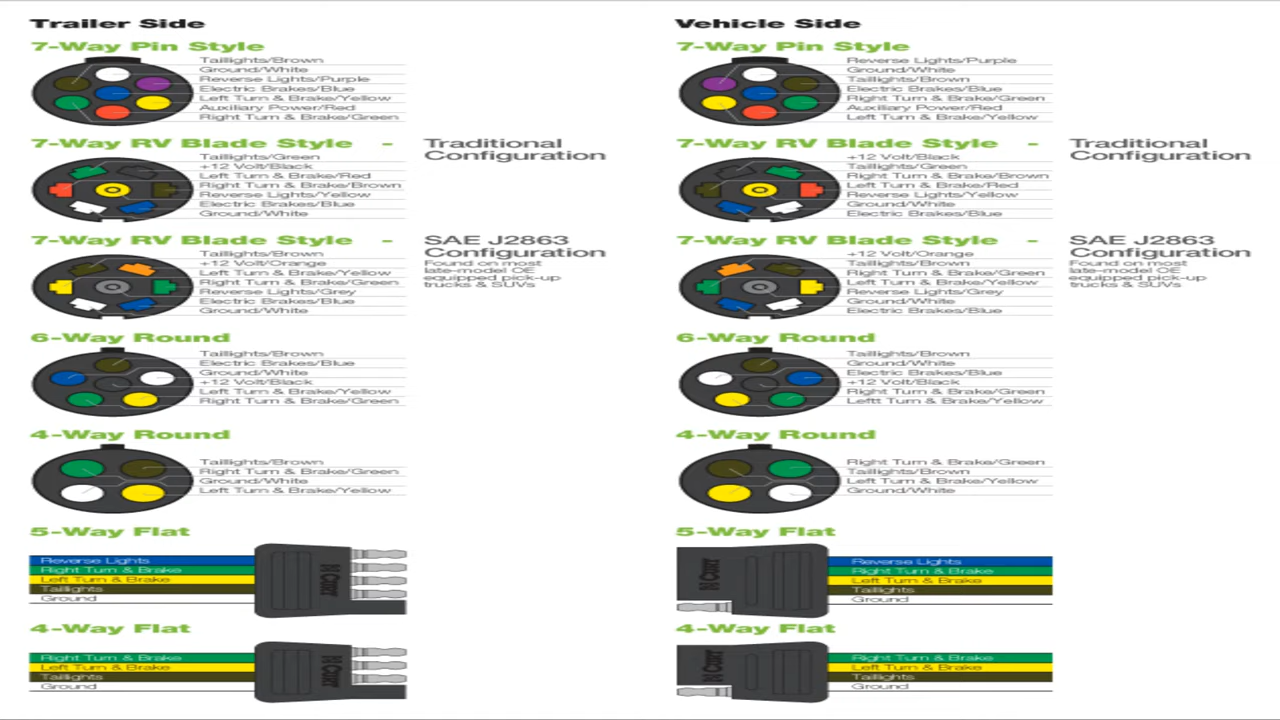 Trailer Side
7-Way Pin Style
Taillights/Brown
Ground/White
Reverse Lights/Purple
Electric Brakes/Blue
Left Turn & Brake/Yellow
Auxiliary Power/Red
Right Turn & Brake/Green
7-Way RV Blade Style - Traditional
Configuration
Taillights/Green
+12 Volt/Black
Left Turn & Brake/Red
Right Turn & Brake/Brown
Reverse Lights/Yellow
Electric Brakes/Blue
Ground/White
7-Way RV Blade Style - SAE J2863
Configuration
Found on most
late-model OE
equipped pick-up
trucks & SUVs
Taillights/Brown
+12 Volt/Orange
Left Turn & Brake/Yellow
Right Turn & Brake/Green
Reverse Lights/Grey
Electric Brakes/Blue
Ground/White
6-Way Round
Taillights/Brown
Electric Brakes/Blue
Ground/White
+12 Volt/Black
Left Turn & Brake/Yellow
Right Turn & Brake/Green
4-Way Round
Taillights/Brown
Right Turn & Brake/Green
Ground/White
Left Turn & Brake/Yellow
5-Way Flat
Reverse Lights
Right Turn & Brake
Left Turn & Brake
Taillights
Ground
CURT
4-Way Flat
Right Turn & Brake
Left Turn & Brake
Taillights
Ground
CURT
Vehicle Side
7-Way Pin Style
Reverse Lights/Purple
Ground/White
Taillights/Brown
Electric Brakes/Blue
Right Turn & Brake/Green
Auxiliary Power/Red
Left Turn & Brake/Yellow
7-Way RV Blade Style - Traditional
Configuration
+12 Volt/Black
Taillights/Green
Right Turn & Brake/Brown
Left Turn & Brake/Red
Reverse Lights/Yellow
Ground/White
Electric Brakes/Blue
7-Way RV Blade Style - SAE J2863
Configuration
Found on most
late-model OE
equipped pick-up
trucks & SUVs
+12 Volt/Orange
Taillights/Brown
Right Turn & Brake/Green
Left Turn & Brake/Yellow
Reverse Lights/Grey
Ground/White
Electric Brakes/Blue
6-Way Round
Taillights/Brown
Ground/White
Electric Brakes/Blue
+12 Volt/Black
Right Turn & Brake/Green
Leftt Turn & Brake/Yellow
4-Way Round
Right Turn & Brake/Green
Taillights/Brown
Left Turn & Brake/Yellow
Ground/White
5-Way Flat
CURT
Reverse Lights
Right Turn & Brake
Left Turn & Brake
Taillights
Ground
4-Way Flat
CURT
Right Turn & Brake
Left Turn & Brake
Taillights
Ground